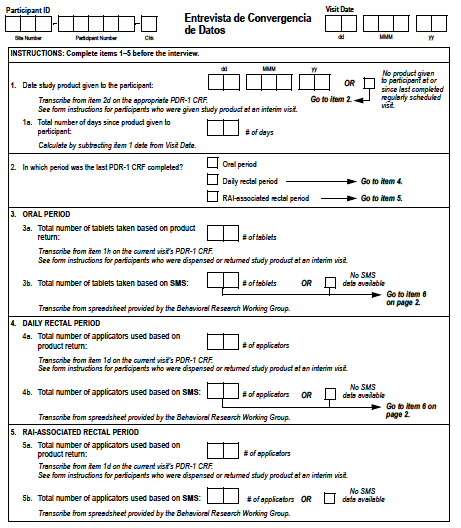 Participant ID
Site Number Participant Number Chk
Entrevista de Convergencia
de Datos
Visit Date
dd MMM yy
INSTRUCTIONS: Complete items 1–5 before the interview.
dd MMM yy
1. Date study product given to the participant:
OR
No product given
to participant at or
since last completed
regularly scheduled
visit.
Transcribe from item 2d on the appropriate PDR-1 CRF.
Go to item 2.
See form instructions for participants who were given study product at an interim visit.
1a. Total number of days since product given to
participant:
# of days
Calculate by subtracting item 1 date from Visit Date.
2. In which period was the last PDR-1 CRF completed?
Oral period
Daily rectal period Go to item 4.
RAI-associated rectal period Go to item 5.
3. ORAL PERIOD
3a. Total number of tablets taken based on product
return:
# of tablets
Transcribe from item 1h on the current visit's PDR-1 CRF.
See form instructions for participants who were dispensed or returned study product at an interim visit.
3b. Total number of tablets taken based on SMS:
# of tablets OR
No SMS
data available
Go to item 6
on page 2.
Transcribe from spreadsheet provided by the Behavioral Research Working Group.
4. DAILY RECTAL PERIOD
4a. Total number of applicators used based on
product return:
# of applicators
Transcribe from item 1d on the current visit's PDR-1 CRF.
See form instructions for participants who were dispensed or returned study product at an interim visit.
4b. Total number of applicators used based on SMS:
# of applicators OR
No SMS
data available
Go to item 6 on
page 2.
Transcribe from spreadsheet provided by the Behavioral Research Working Group.
5. RAI-ASSOCIATED RECTAL PERIOD
5a. Total number of applicators used based on
product return:
# of applicators
Transcribe from item 1d on the current visit's PDR-1 CRF.
See form instructions for participants who were dispensed or returned study product at an interim visit.
5b. Total number of applicators used based on SMS:
# of applicators OR
No SMS
data available
Transcribe from spreadsheet provided by the Behavioral Research Working Group.